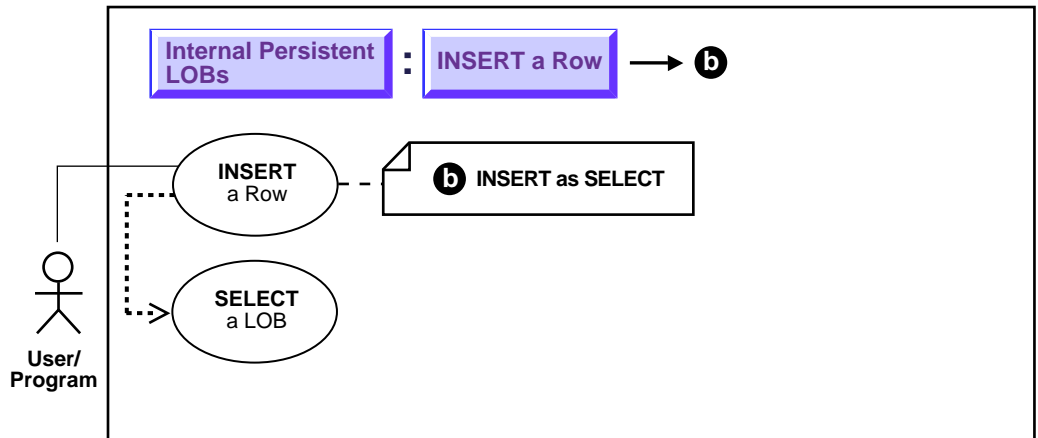 Internal Persistent
LOBs
:
INSERT a Row
b
INSERT
a Row
b INSERT as SELECT
SELECT
a LOB
User/
Program